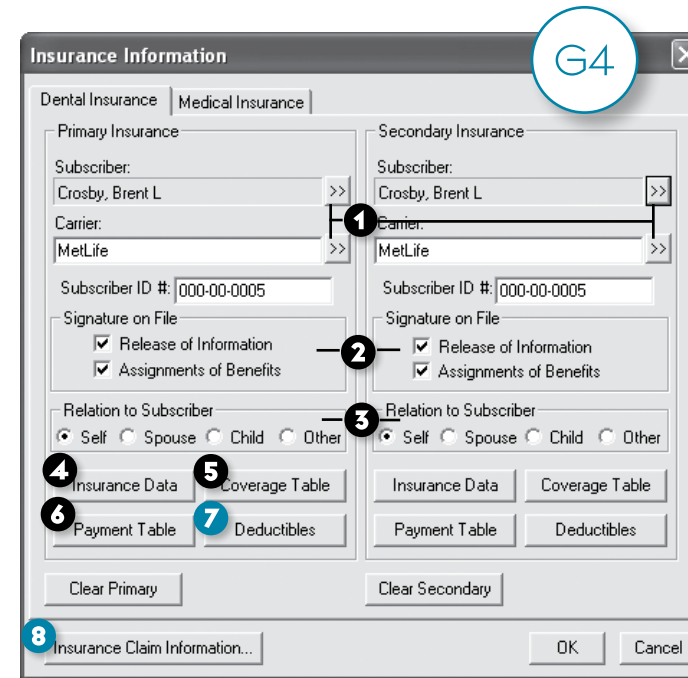 G4
Insurance Information
Dental Insurance Medical Insurance
Primary Insurance
Subscriber:
Crosby, Brent L >>
Carrier:
MetLife >>
Subscriber ID #: 000-00-0005
Signature on File
Release of Information
Assignments of Benefits
Relation to Subscriber
Self Spouse Child Other
4 Insurance Data 5 Coverage Table
6 Payment Table 7 Deductibles
Clear Primary
Secondary Insurance
Subscriber:
Crosby, Brent L >>
1
Carrier:
MetLife >>
Subscriber ID #: 000-00-0005
Signature on File
2
Release of Information
Assignments of Benefits
3 Relation to Subscriber
Self Spouse Child Other
Insurance Data Coverage Table
Payment Table Deductibles
Clear Secondary
8 Insurance Claim Information... OK Cancel